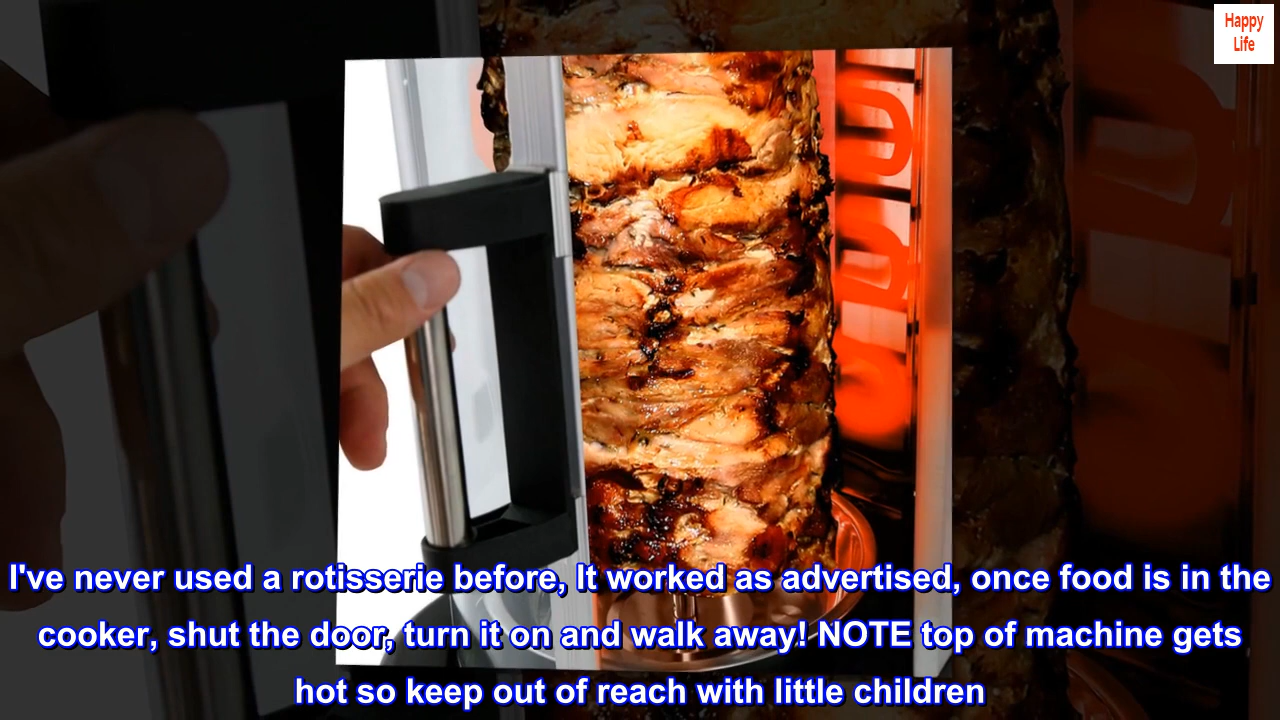 Happy
Life
I've never used a rotisserie before, It worked as advertised, once food is in the
cooker, shut the door, turn it on and walk away! NOTE top of machine gets
hot so keep out of reach with little children